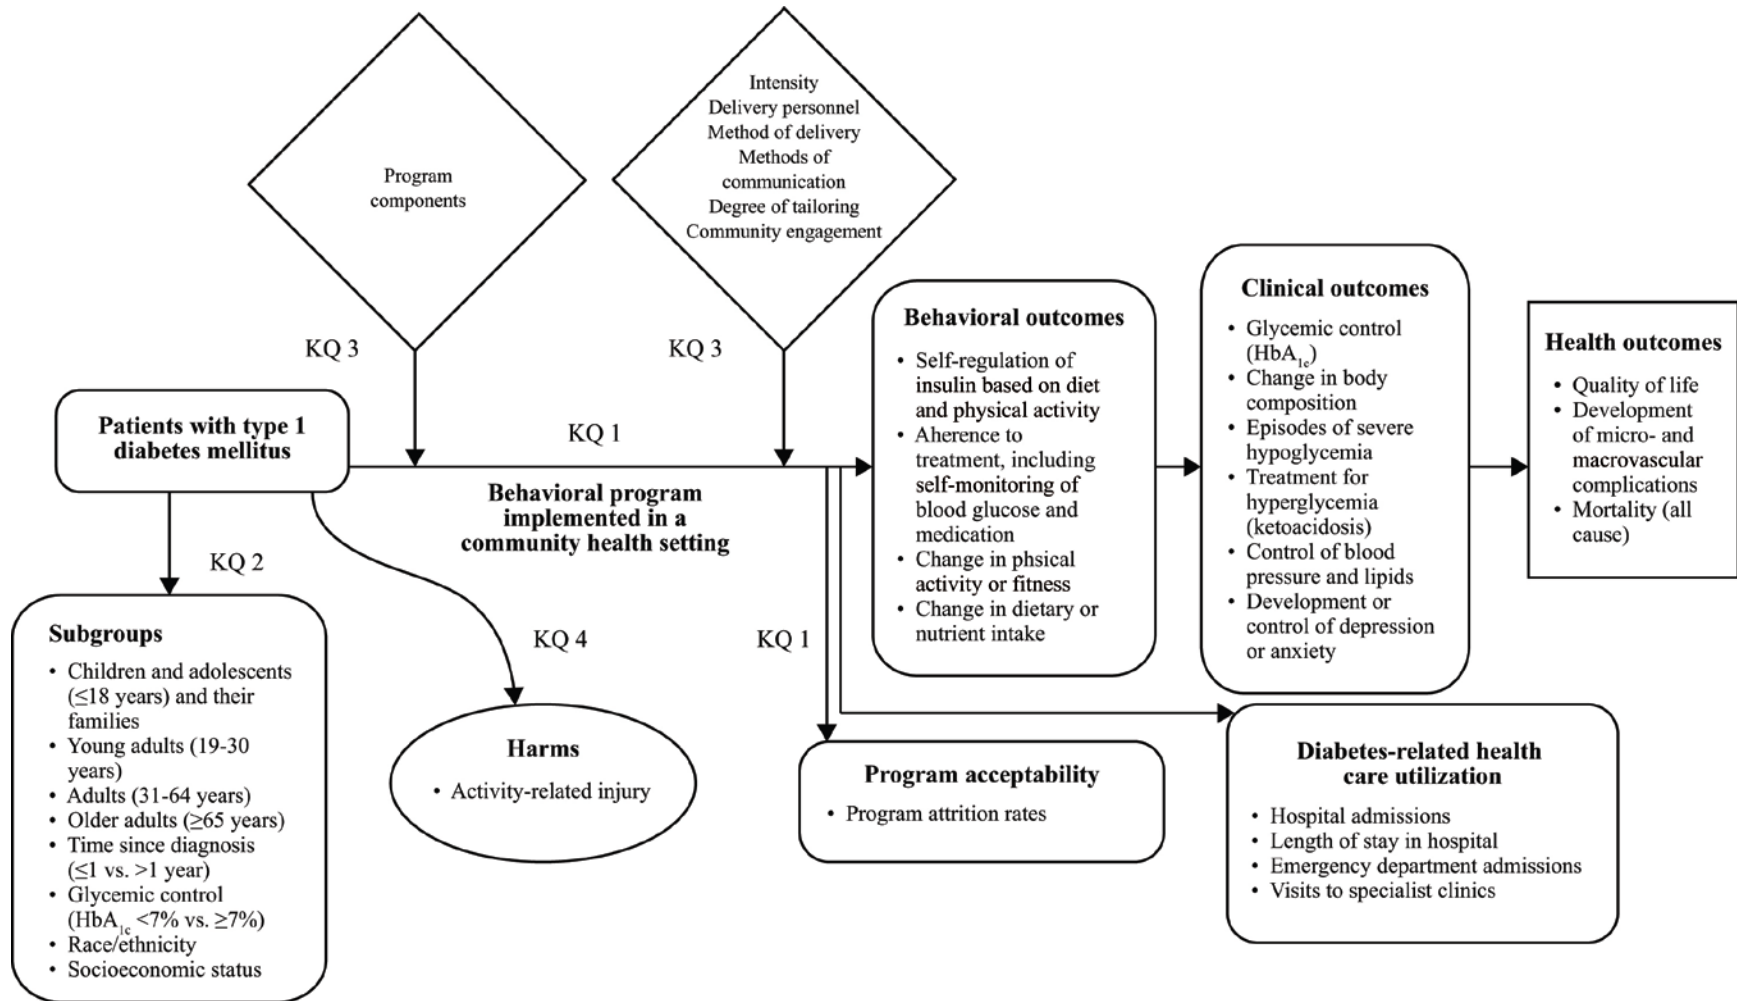 Program
components
Intensity
Delivery personnel
Method of delivery
Methods of
communication
Degree of tailoring
Community engagement
KQ 3
KQ 3
Patients with type 1
diabetes mellitus
KQ 1
Behavioral program
implemented in a
community health setting
KQ 2
Subgroups
• Children and adolescents
(≤18 years) and their
families
• Young adults (19-30
years)
• Adults (31-64 years)
• Older adults (≥65 years)
• Time since diagnosis
(≤1 vs. >1 year)
• Glycemic control
(HbA1c <7% vs. ≥7%)
• Race/ethnicity
• Socioeconomic status
KQ 4
Harms
• Activity-related injury
Behavioral outcomes
• Self-regulation of
insulin based on diet
and physical activity
• Aherence to
treatment, including
self-monitoring of
blood glucose and
medication
• Change in phsical
activity or fitness
• Change in dietary or
nutrient intake
Clinical outcomes
• Glycemic control
(HbA1c)
• Change in body
composition
• Episodes of severe
hypoglycemia
• Treatment for
hyperglycemia
(ketoacidosis)
• Control of blood
pressure and lipids
• Development or
control of depression
or anxiety
Health outcomes
• Quality of life
• Development
of micro- and
macrovascular
complications
• Mortality (all
cause)
KQ 1
Program acceptability
• Program attrition rates
Diabetes-related health
care utilization
• Hospital admissions
• Length of stay in hospital
• Emergency department admissions
• Visits to specialist clinics